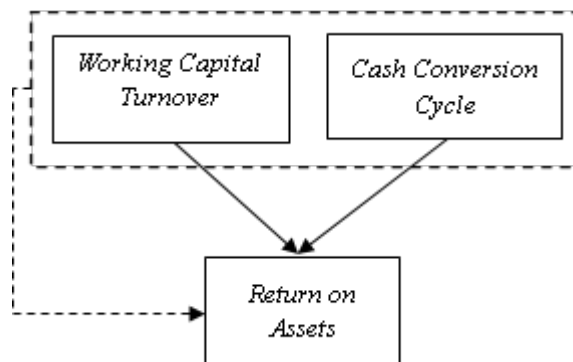 Working Capital
Turnover
Cash Conversion
Cycle
Return on
Assets